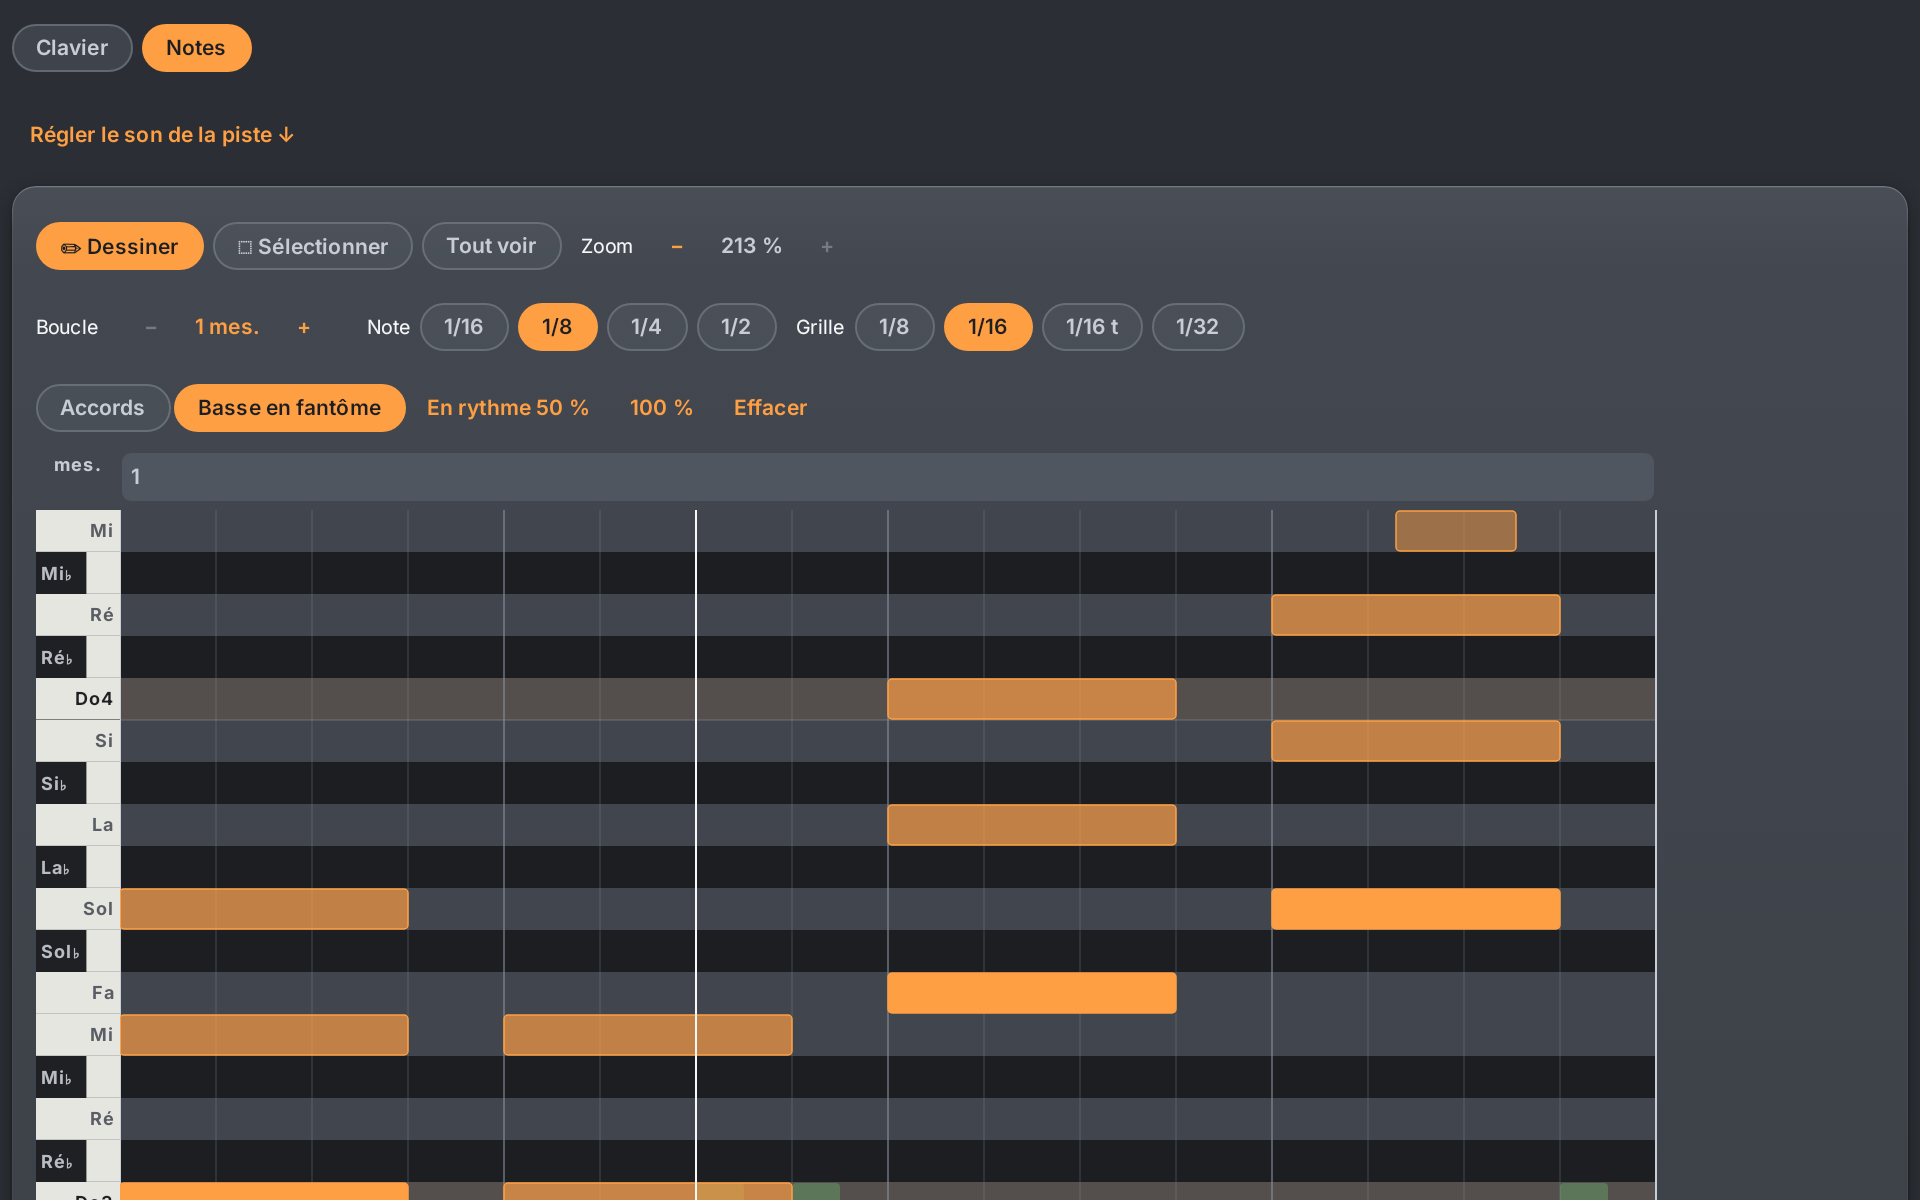 Clavier Notes
Régler le son de la piste ↓
✏ Dessiner ⬚ Sélectionner Tout voir Zoom − 213 % +
Boucle − 1 mes. + Note 1/16 1/8 1/4 1/2 Grille 1/8 1/16 1/16 t 1/32
Accords Basse en fantôme En rythme 50 % 100 % Effacer
mes. 1
Mi
Mi♭
Ré
Ré♭
Do4
Si
Si♭
La
La♭
Sol
Sol♭
Fa
Mi
Mi♭
Ré
Ré♭
Do3